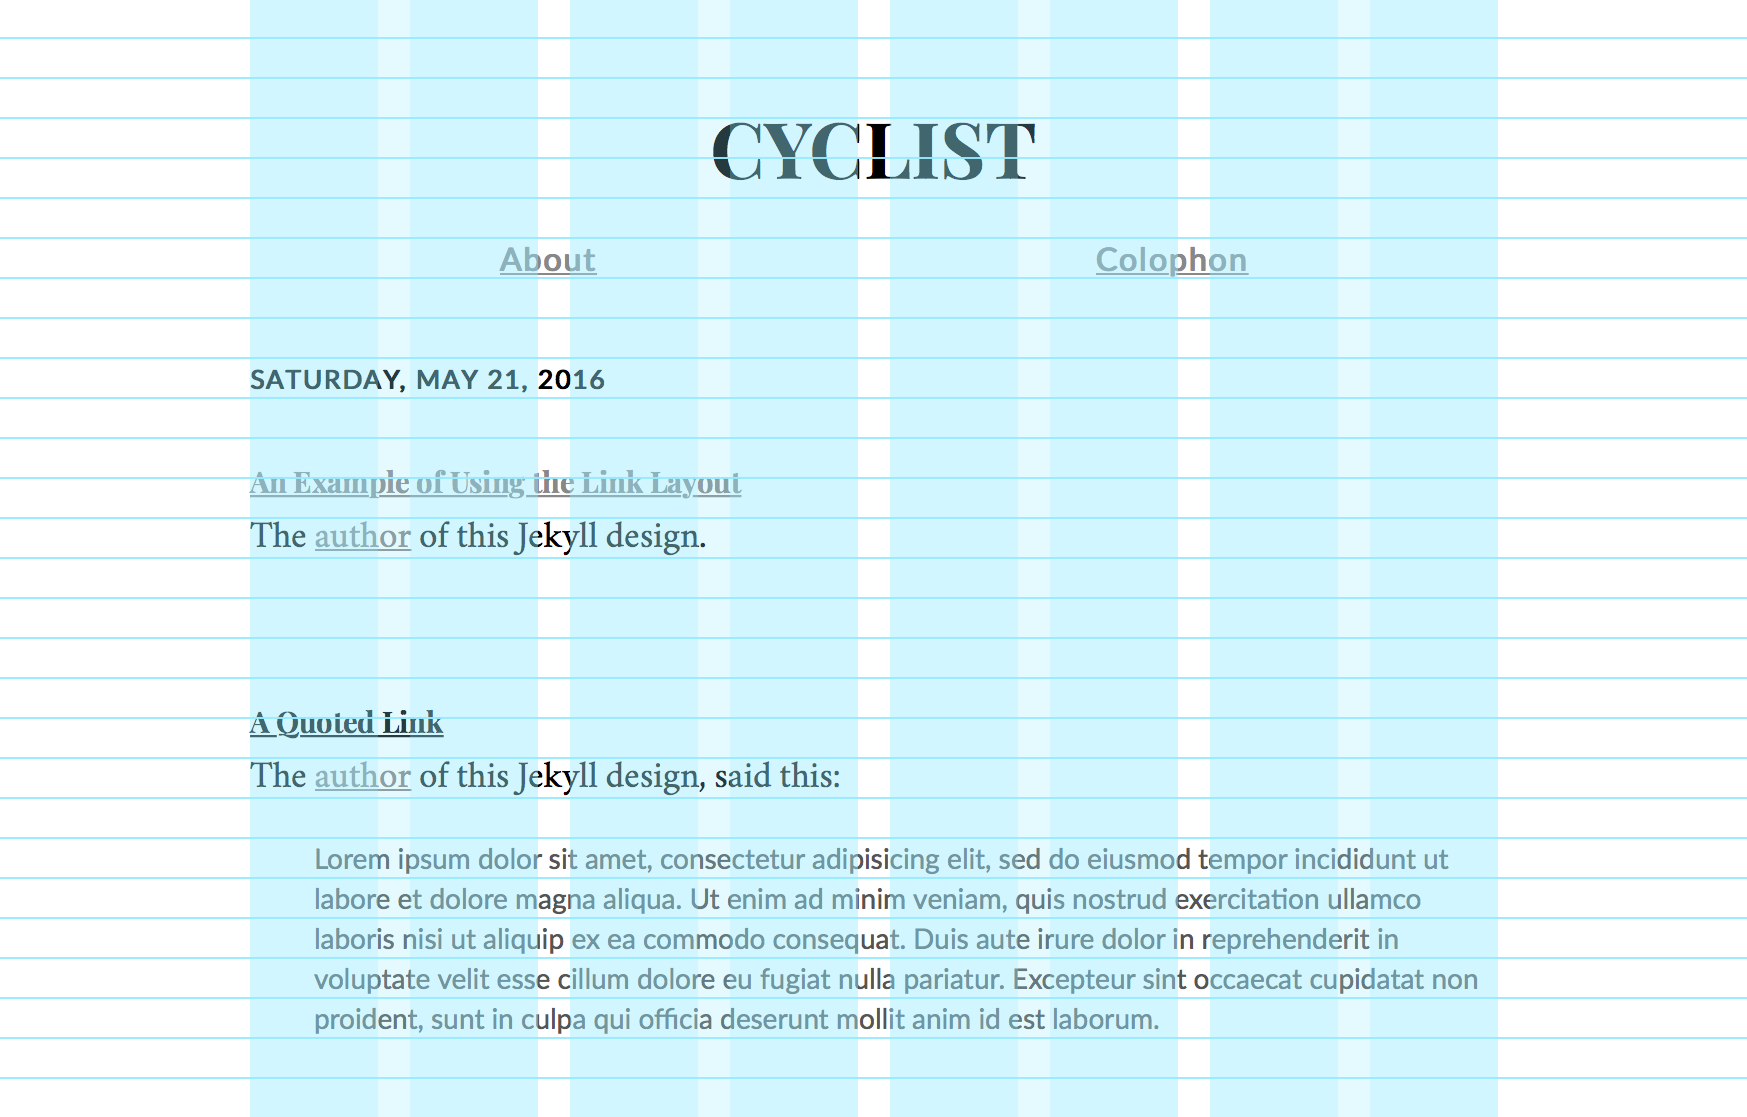 CYCLIST
About Colophon
SATURDAY, MAY 21, 2016
An Example of Using the Link Layout
The author of this Jekyll design.
A Quoted Link
The author of this Jekyll design, said this:
Lorem ipsum dolor sit amet, consectetur adipisicing elit, sed do eiusmod tempor incididunt ut
labore et dolore magna aliqua. Ut enim ad minim veniam, quis nostrud exercitation ullamco
laboris nisi ut aliquip ex ea commodo consequat. Duis aute irure dolor in reprehenderit in
voluptate velit esse cillum dolore eu fugiat nulla pariatur. Excepteur sint occaecat cupidatat non
proident, sunt in culpa qui officia deserunt mollit anim id est laborum.